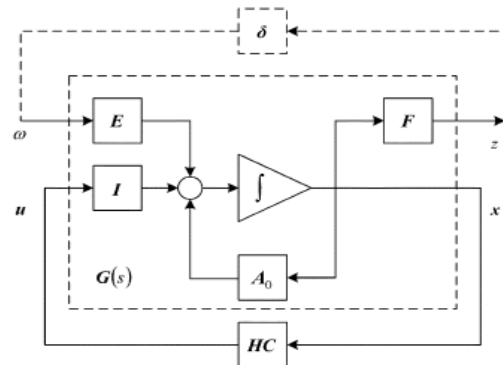 δ
ω E F z
u I ∫ x
G(s) A₀
HC